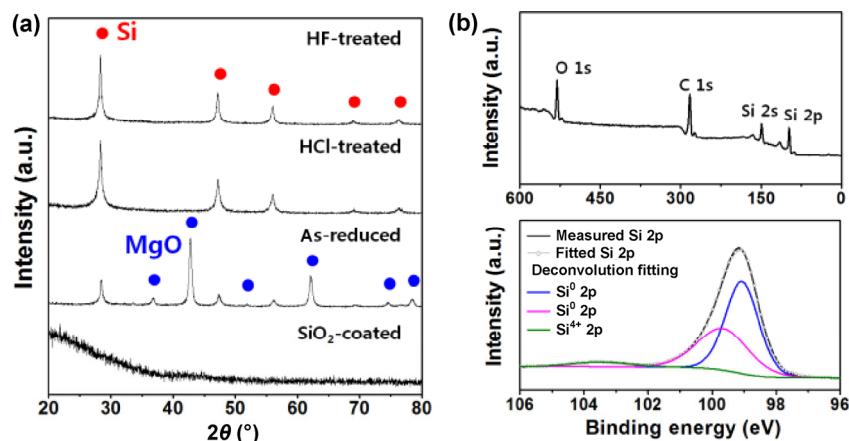 (a)
Si
HF-treated
HCl-treated
As-reduced
MgO
SiO₂-coated
Intensity (a.u.)
20 30 40 50 60 70 80
2θ (°)
(b)
Intensity (a.u.)
O 1s
C 1s
Si 2s Si 2p
600 450 300 150 0
Intensity (a.u.)
Measured Si 2p
Fitted Si 2p
Deconvolution fitting
Si⁰ 2p
Si⁰ 2p
Si⁴⁺ 2p
106 104 102 100 98 96
Binding energy (eV)